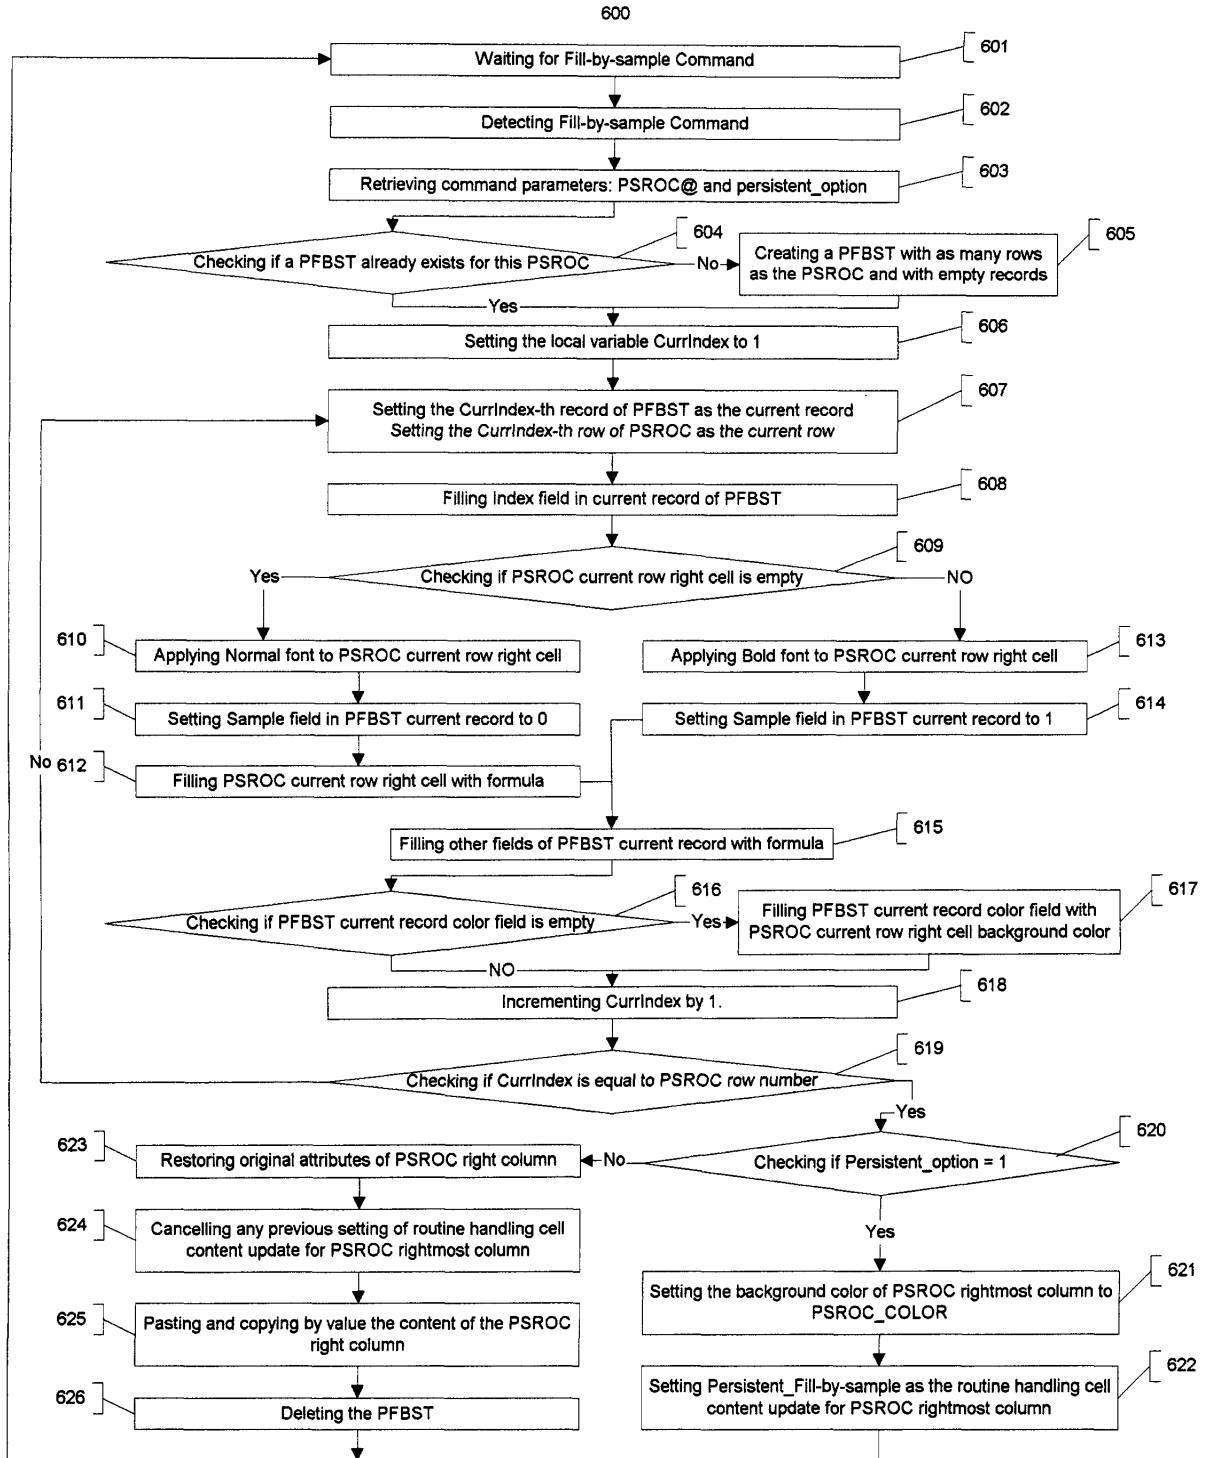 600
Waiting for Fill-by-sample Command
601
Detecting Fill-by-sample Command
602
Retrieving command parameters: PSROC@ and persistent_option
603
Checking if a PFBST already exists for this PSROC
604
No
Creating a PFBST with as many rows
as the PSROC and with empty records
605
Yes
Setting the local variable CurrIndex to 1
606
Setting the CurrIndex-th record of PFBST as the current record
Setting the CurrIndex-th row of PSROC as the current row
607
Filling Index field in current record of PFBST
608
Checking if PSROC current row right cell is empty
609
Yes
NO
610
Applying Normal font to PSROC current row right cell
Applying Bold font to PSROC current row right cell
613
611
Setting Sample field in PFBST current record to 0
Setting Sample field in PFBST current record to 1
614
No
612
Filling PSROC current row right cell with formula
Filling other fields of PFBST current record with formula
615
Checking if PFBST current record color field is empty
616
Yes
Filling PFBST current record color field with
PSROC current row right cell background color
617
NO
Incrementing CurrIndex by 1.
618
Checking if CurrIndex is equal to PSROC row number
619
Yes
623
Restoring original attributes of PSROC right column
No
Checking if Persistent_option = 1
620
624
Cancelling any previous setting of routine handling cell
content update for PSROC rightmost column
Yes
Setting the background color of PSROC rightmost column to
PSROC_COLOR
621
625
Pasting and copying by value the content of the PSROC
right column
Setting Persistent_Fill-by-sample as the routine handling cell
content update for PSROC rightmost column
622
626
Deleting the PFBST